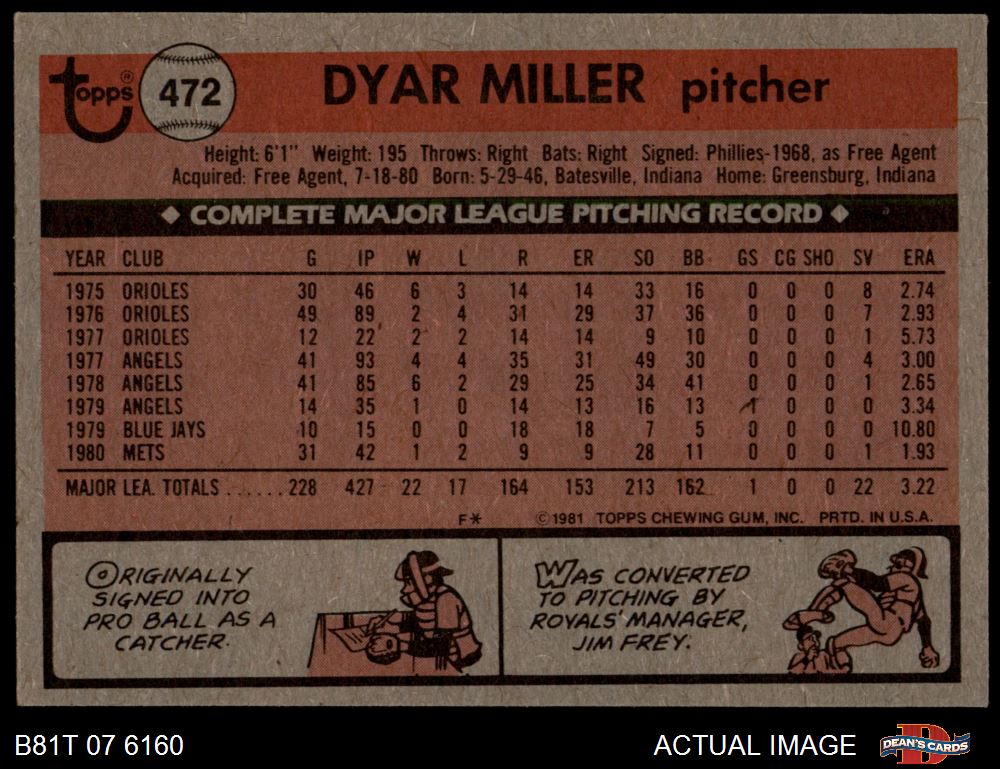 Topps® 472 DYAR MILLER pitcher
Height: 6'1" Weight: 195 Throws: Right Bats: Right Signed: Phillies-1968, as Free Agent
Acquired: Free Agent, 7-18-80 Born: 5-29-46, Batesville, Indiana Home: Greensburg, Indiana
◆ COMPLETE MAJOR LEAGUE PITCHING RECORD ◆
YEAR CLUB G IP W L R ER SO BB GS CG SHO SV ERA
1975 ORIOLES 30 46 6 3 14 14 33 16 0 0 0 8 2.74
1976 ORIOLES 49 89 2 4 31 29 37 36 0 0 0 7 2.93
1977 ORIOLES 12 22 2 2 14 14 9 10 0 0 0 1 5.73
1977 ANGELS 41 93 4 4 35 31 49 30 0 0 0 4 3.00
1978 ANGELS 41 85 6 2 29 25 34 41 0 0 0 1 2.65
1979 ANGELS 14 35 1 0 14 13 16 13 1 0 0 0 3.34
1979 BLUE JAYS 10 15 0 0 18 18 7 5 0 0 0 0 10.80
1980 METS 31 42 1 2 9 9 28 11 0 0 0 1 1.93
MAJOR LEA. TOTALS ...... 228 427 22 17 164 153 213 162 1 0 0 22 3.22
F* ©1981 TOPPS CHEWING GUM, INC. PRTD. IN U.S.A.
ORIGINALLY
SIGNED INTO
PRO BALL AS A
CATCHER.
WAS CONVERTED
TO PITCHING BY
ROYALS' MANAGER,
JIM FREY.
B81T 07 6160 ACTUAL IMAGE DEAN'S CARDS